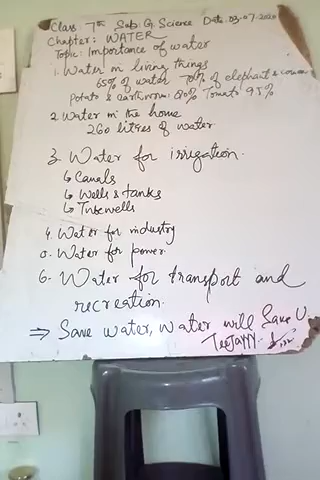 Class: 7th Sub: G. Science Date: 03-07-2020
Chapter: WATER
Topic: Importance of water
1. Water in living things
65% of water 70% of elephant &
Potato & earthworm: 80% Tomato 95%
2. Water in the home
260 litres of water
3. Water for irrigation.
↳ Canals
↳ Wells & tanks
↳ Tubewells
4. Water for industry
5. Water for power.
6. Water for transport and
recreation.
⇒ Save water, Water will Save U.